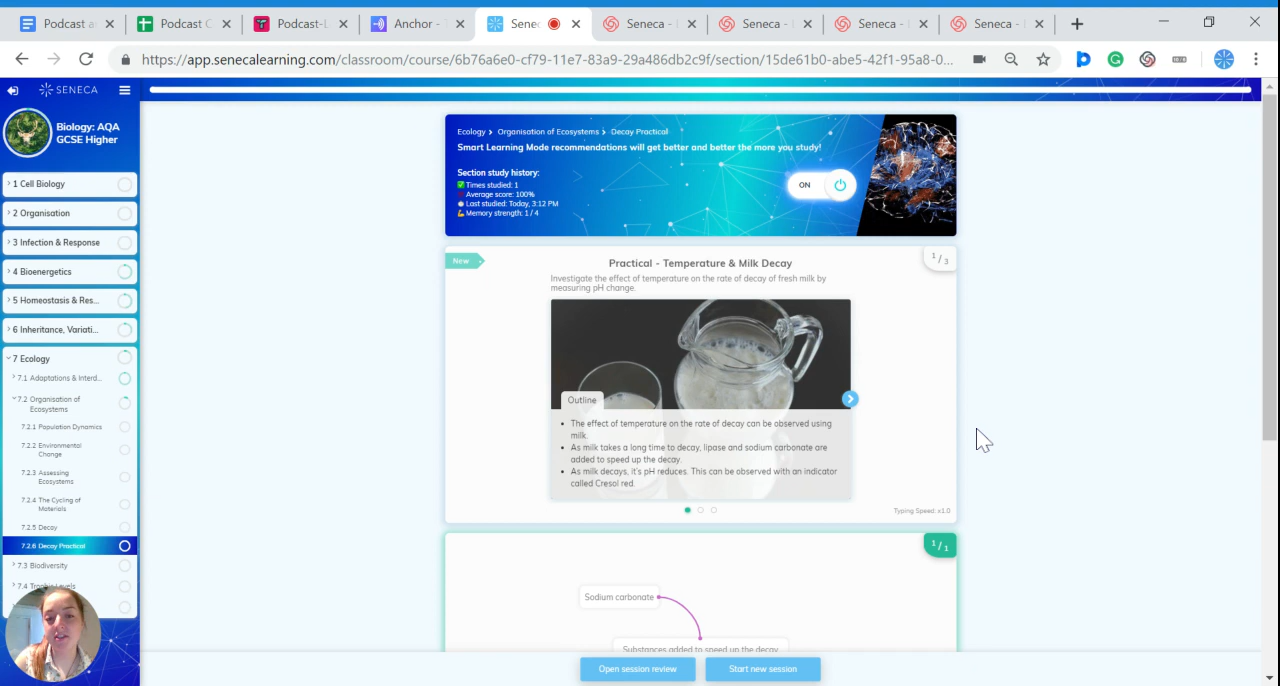 Podcast a
Podcast C
Podcast-L
Anchor -
Senec
Seneca -
Seneca -
Seneca -
Seneca -
https://app.senecalearning.com/classroom/course/6b76a6e0-cf79-11e7-83a9-29a486db2c9f/section/15de61b0-abe5-42f1-95a8-0...
SENECA
Biology: AQA
GCSE Higher
1 Cell Biology
2 Organisation
3 Infection & Response
4 Bioenergetics
5 Homeostasis & Res...
6 Inheritance, Variati...
7 Ecology
7.1 Adaptations & Interd...
7.2 Organisation of
Ecosystems
7.2.1 Population Dynamics
7.2.2 Environmental
Change
7.2.3 Assessing
Ecosystems
7.2.4 The Cycling of
Materials
7.2.5 Decay
7.2.6 Decay Practical
7.3 Biodiversity
7.4 Trophic Levels
Ecology > Organisation of Ecosystems > Decay Practical
Smart Learning Mode recommendations will get better and better the more you study!
Section study history:
Times studied: 1
Average score: 100%
Last studied: Today, 3:12 PM
Memory strength: 1 / 4
ON
New
1 / 3
Practical - Temperature & Milk Decay
Investigate the effect of temperature on the rate of decay of fresh milk by
measuring pH change.
Outline
• The effect of temperature on the rate of decay can be observed using
milk.
• As milk takes a long time to decay, lipase and sodium carbonate are
added to speed up the decay.
• As milk decays, it's pH reduces. This can be observed with an indicator
called Cresol red.
Typing Speed: x1.0
1 / 1
Sodium carbonate
Substances added to speed up the decay
Open session review
Start new session